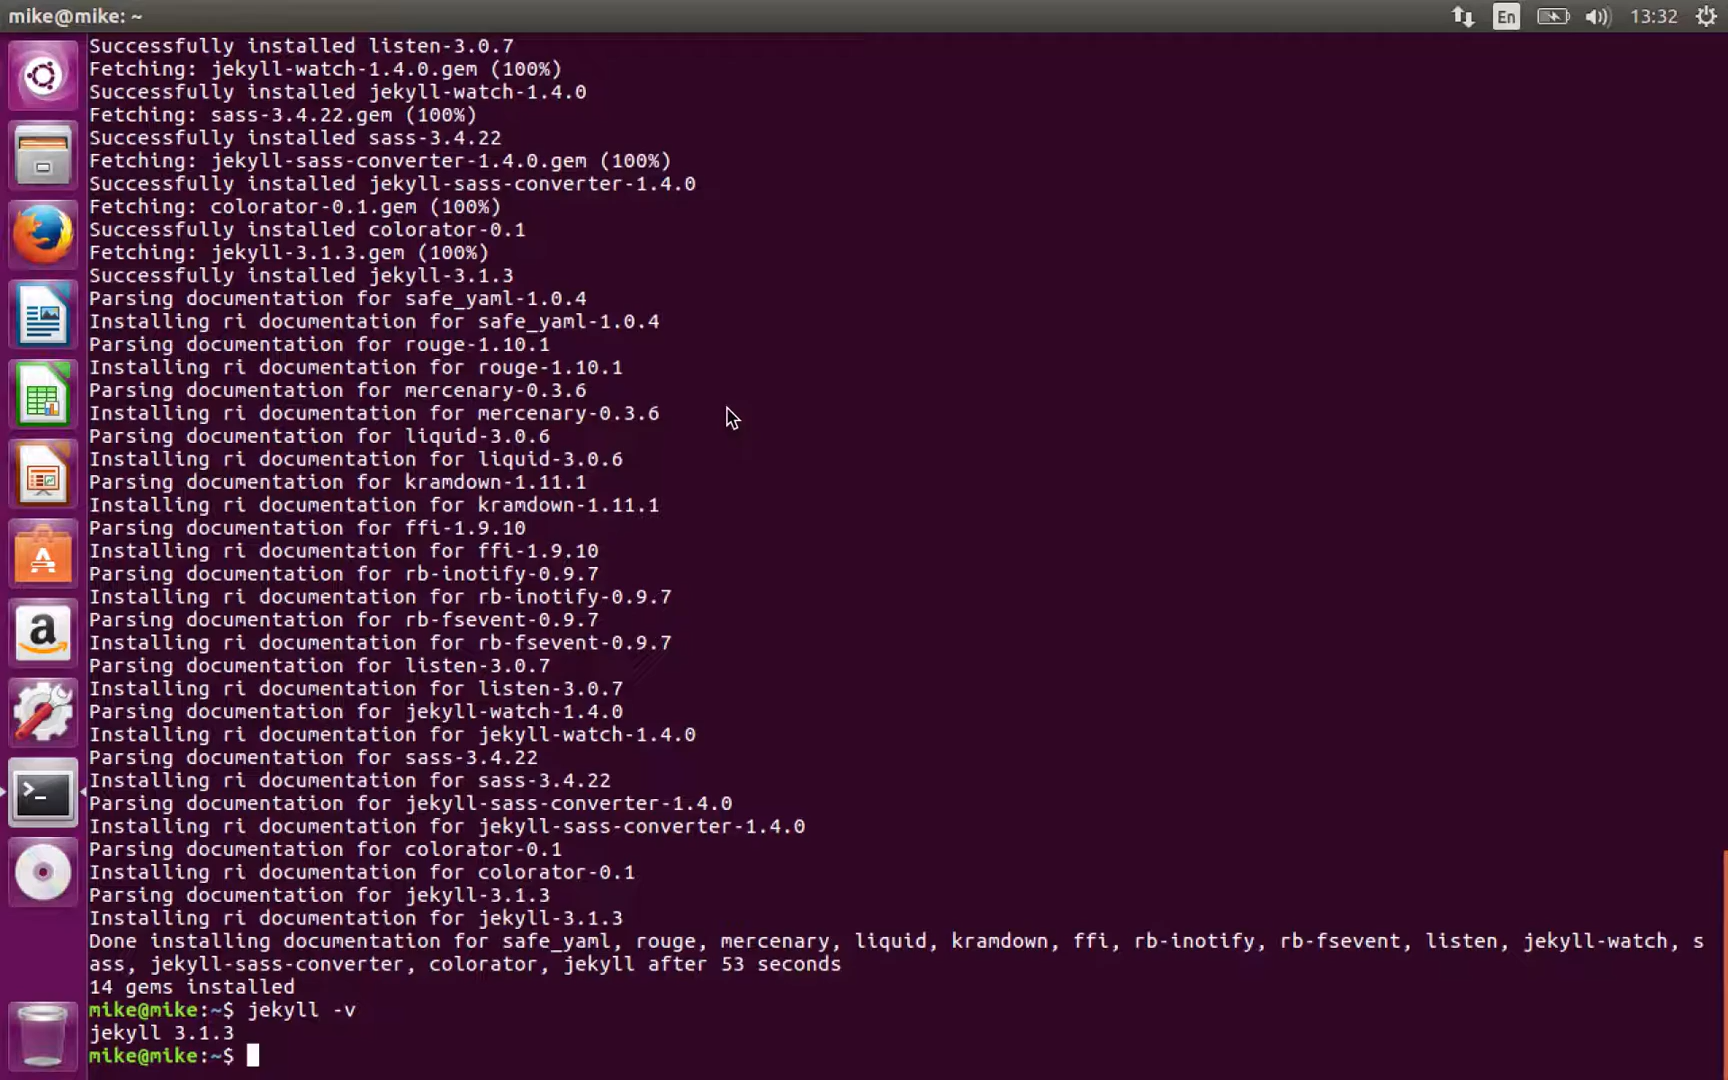 mike@mike: ~
En
13:32
Successfully installed listen-3.0.7
Fetching: jekyll-watch-1.4.0.gem (100%)
Successfully installed jekyll-watch-1.4.0
Fetching: sass-3.4.22.gem (100%)
Successfully installed sass-3.4.22
Fetching: jekyll-sass-converter-1.4.0.gem (100%)
Successfully installed jekyll-sass-converter-1.4.0
Fetching: colorator-0.1.gem (100%)
Successfully installed colorator-0.1
Fetching: jekyll-3.1.3.gem (100%)
Successfully installed jekyll-3.1.3
Parsing documentation for safe_yaml-1.0.4
Installing ri documentation for safe_yaml-1.0.4
Parsing documentation for rouge-1.10.1
Installing ri documentation for rouge-1.10.1
Parsing documentation for mercenary-0.3.6
Installing ri documentation for mercenary-0.3.6
Parsing documentation for liquid-3.0.6
Installing ri documentation for liquid-3.0.6
Parsing documentation for kramdown-1.11.1
Installing ri documentation for kramdown-1.11.1
Parsing documentation for ffi-1.9.10
Installing ri documentation for ffi-1.9.10
Parsing documentation for rb-inotify-0.9.7
Installing ri documentation for rb-inotify-0.9.7
Parsing documentation for rb-fsevent-0.9.7
Installing ri documentation for rb-fsevent-0.9.7
Parsing documentation for listen-3.0.7
Installing ri documentation for listen-3.0.7
Parsing documentation for jekyll-watch-1.4.0
Installing ri documentation for jekyll-watch-1.4.0
Parsing documentation for sass-3.4.22
Installing ri documentation for sass-3.4.22
Parsing documentation for jekyll-sass-converter-1.4.0
Installing ri documentation for jekyll-sass-converter-1.4.0
Parsing documentation for colorator-0.1
Installing ri documentation for colorator-0.1
Parsing documentation for jekyll-3.1.3
Installing ri documentation for jekyll-3.1.3
Done installing documentation for safe_yaml, rouge, mercenary, liquid, kramdown, ffi, rb-inotify, rb-fsevent, listen, jekyll-watch, s
ass, jekyll-sass-converter, colorator, jekyll after 53 seconds
14 gems installed
mike@mike:~$ jekyll -v
jekyll 3.1.3
mike@mike:~$